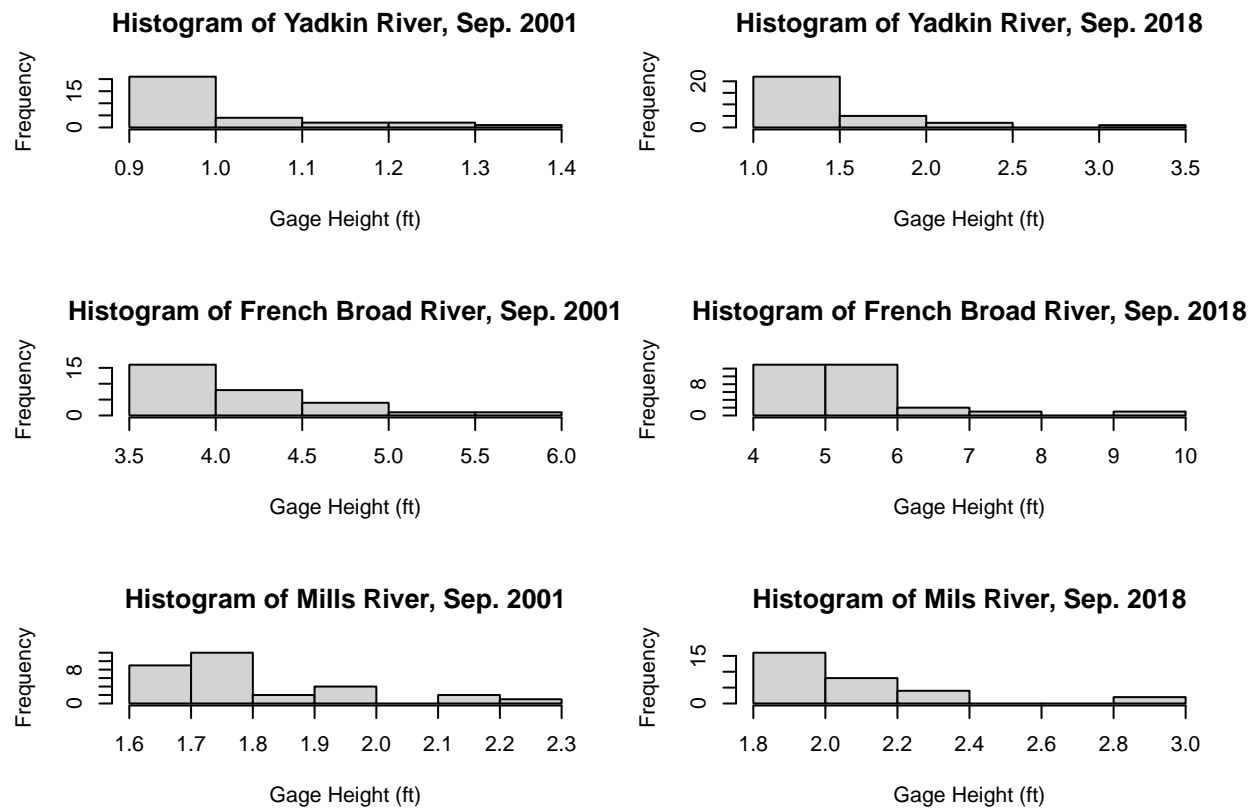 Histogram of Yadkin River, Sep. 2001
Frequency
15
0
0.9 1.0 1.1 1.2 1.3 1.4
Gage Height (ft)
Histogram of Yadkin River, Sep. 2018
Frequency
20
0
1.0 1.5 2.0 2.5 3.0 3.5
Gage Height (ft)
Histogram of French Broad River, Sep. 2001
Frequency
15
0
3.5 4.0 4.5 5.0 5.5 6.0
Gage Height (ft)
Histogram of French Broad River, Sep. 2018
Frequency
8
0
4 5 6 7 8 9 10
Gage Height (ft)
Histogram of Mills River, Sep. 2001
Frequency
8
0
1.6 1.7 1.8 1.9 2.0 2.1 2.2 2.3
Gage Height (ft)
Histogram of Mils River, Sep. 2018
Frequency
15
0
1.8 2.0 2.2 2.4 2.6 2.8 3.0
Gage Height (ft)